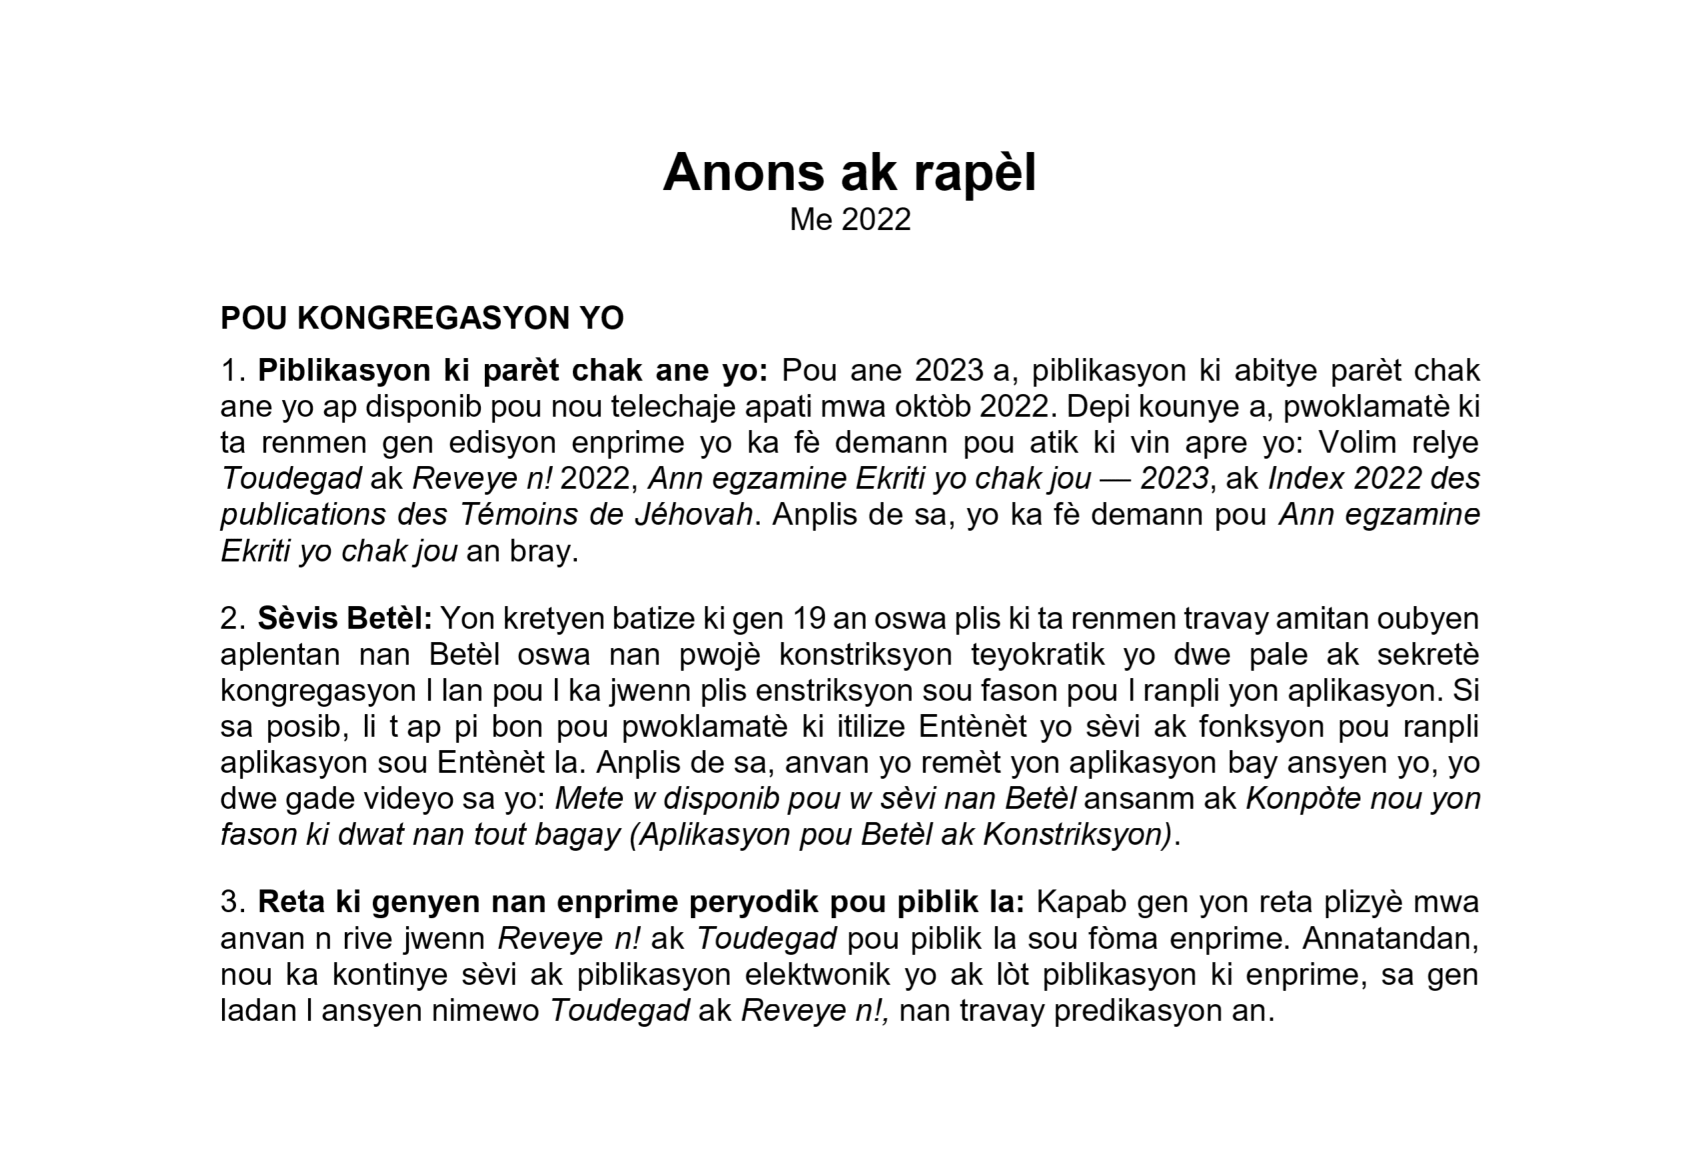 Anons ak rapèl
Me 2022
POU KONGREGASYON YO
1. Piblikasyon ki parèt chak ane yo: Pou ane 2023 a, piblikasyon ki abitye parèt chak
ane yo ap disponib pou nou telechaje apati mwa oktòb 2022. Depi kounye a, pwoklamatè ki
ta renmen gen edisyon enprime yo ka fè demann pou atik ki vin apre yo: Volim relye
Toudegad ak Reveye n! 2022, Ann egzamine Ekriti yo chak jou — 2023, ak Index 2022 des
publications des Témoins de Jéhovah. Anplis de sa, yo ka fè demann pou Ann egzamine
Ekriti yo chak jou an bray.
2. Sèvis Betèl: Yon kretyen batize ki gen 19 an oswa plis ki ta renmen travay amitan oubyen
aplentan nan Betèl oswa nan pwojè konstriksyon teyokratik yo dwe pale ak sekretè
kongregasyon l lan pou l ka jwenn plis enstriksyon sou fason pou l ranpli yon aplikasyon. Si
sa posib, li t ap pi bon pou pwoklamatè ki itilize Entènèt yo sèvi ak fonksyon pou ranpli
aplikasyon sou Entènèt la. Anplis de sa, anvan yo remèt yon aplikasyon bay ansyen yo, yo
dwe gade videyo sa yo: Mete w disponib pou w sèvi nan Betèl ansanm ak Konpòte nou yon
fason ki dwat nan tout bagay (Aplikasyon pou Betèl ak Konstriksyon).
3. Reta ki genyen nan enprime peryodik pou piblik la: Kapab gen yon reta plizyè mwa
anvan n rive jwenn Reveye n! ak Toudegad pou piblik la sou fòma enprime. Annatandan,
nou ka kontinye sèvi ak piblikasyon elektwonik yo ak lòt piblikasyon ki enprime, sa gen
ladan l ansyen nimewo Toudegad ak Reveye n!, nan travay predikasyon an.